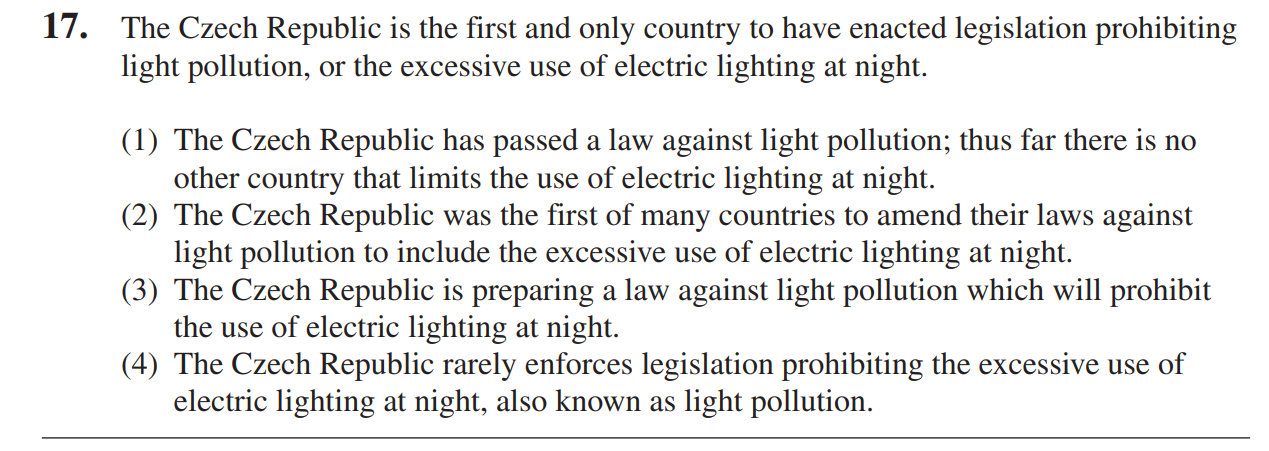 17. The Czech Republic is the first and only country to have enacted legislation prohibiting
light pollution, or the excessive use of electric lighting at night.
(1) The Czech Republic has passed a law against light pollution; thus far there is no
other country that limits the use of electric lighting at night.
(2) The Czech Republic was the first of many countries to amend their laws against
light pollution to include the excessive use of electric lighting at night.
(3) The Czech Republic is preparing a law against light pollution which will prohibit
the use of electric lighting at night.
(4) The Czech Republic rarely enforces legislation prohibiting the excessive use of
electric lighting at night, also known as light pollution.